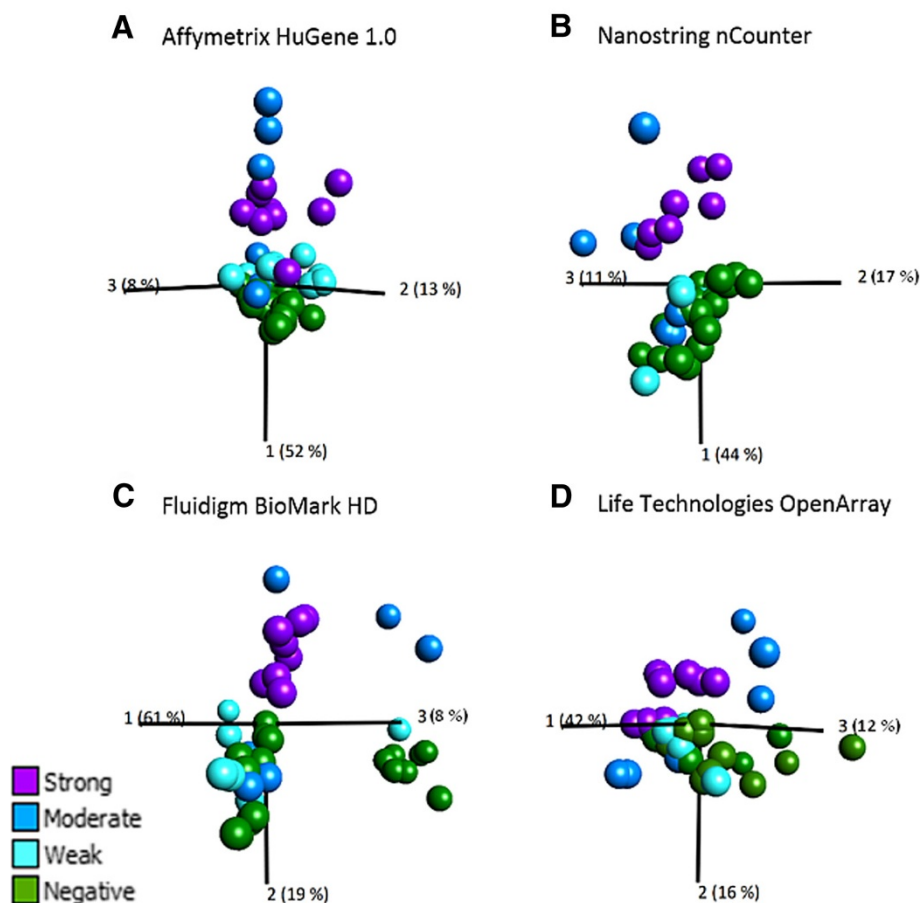 A Affymetrix HuGene 1.0
B Nanostring nCounter
3 (8 %)
2 (13 %)
1 (52 %)
3 (11 %)
2 (17 %)
1 (44 %)
C Fluidigm BioMark HD
D Life Technologies OpenArray
1 (61 %)
3 (8 %)
2 (19 %)
1 (42 %)
3 (12 %)
2 (16 %)
Strong
Moderate
Weak
Negative